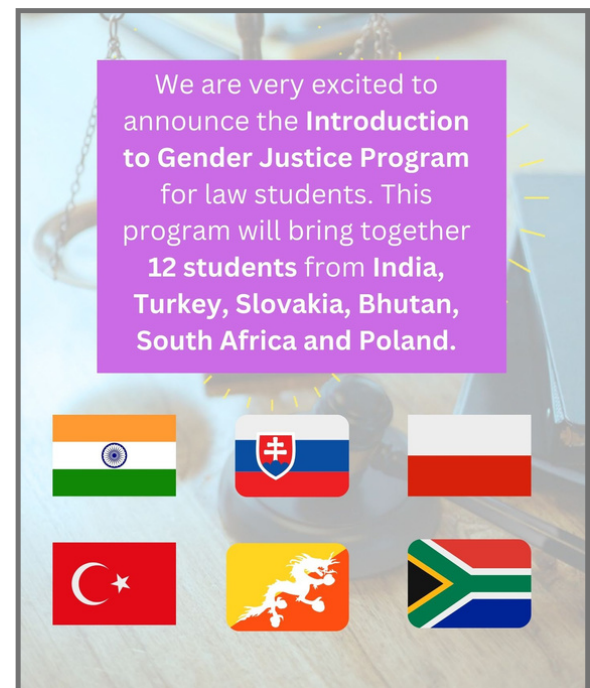 We are very excited to
announce the Introduction
to Gender Justice Program
for law students. This
program will bring together
12 students from India,
Turkey, Slovakia, Bhutan,
South Africa and Poland.